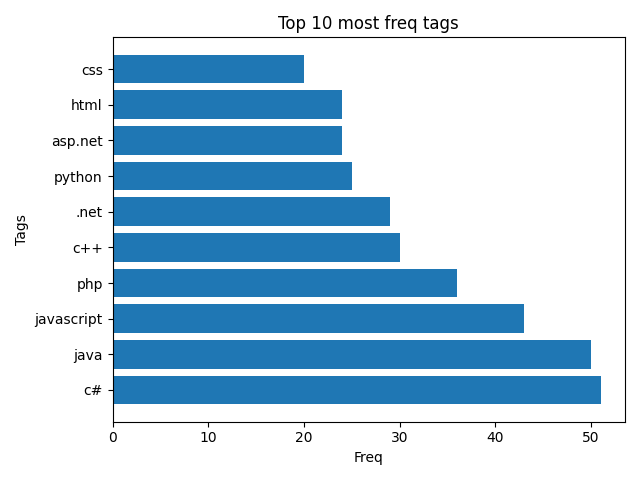 Top 10 most freq tags
css
html
asp.net
python
.net
c++
php
javascript
java
c#
Tags
0 10 20 30 40 50
Freq